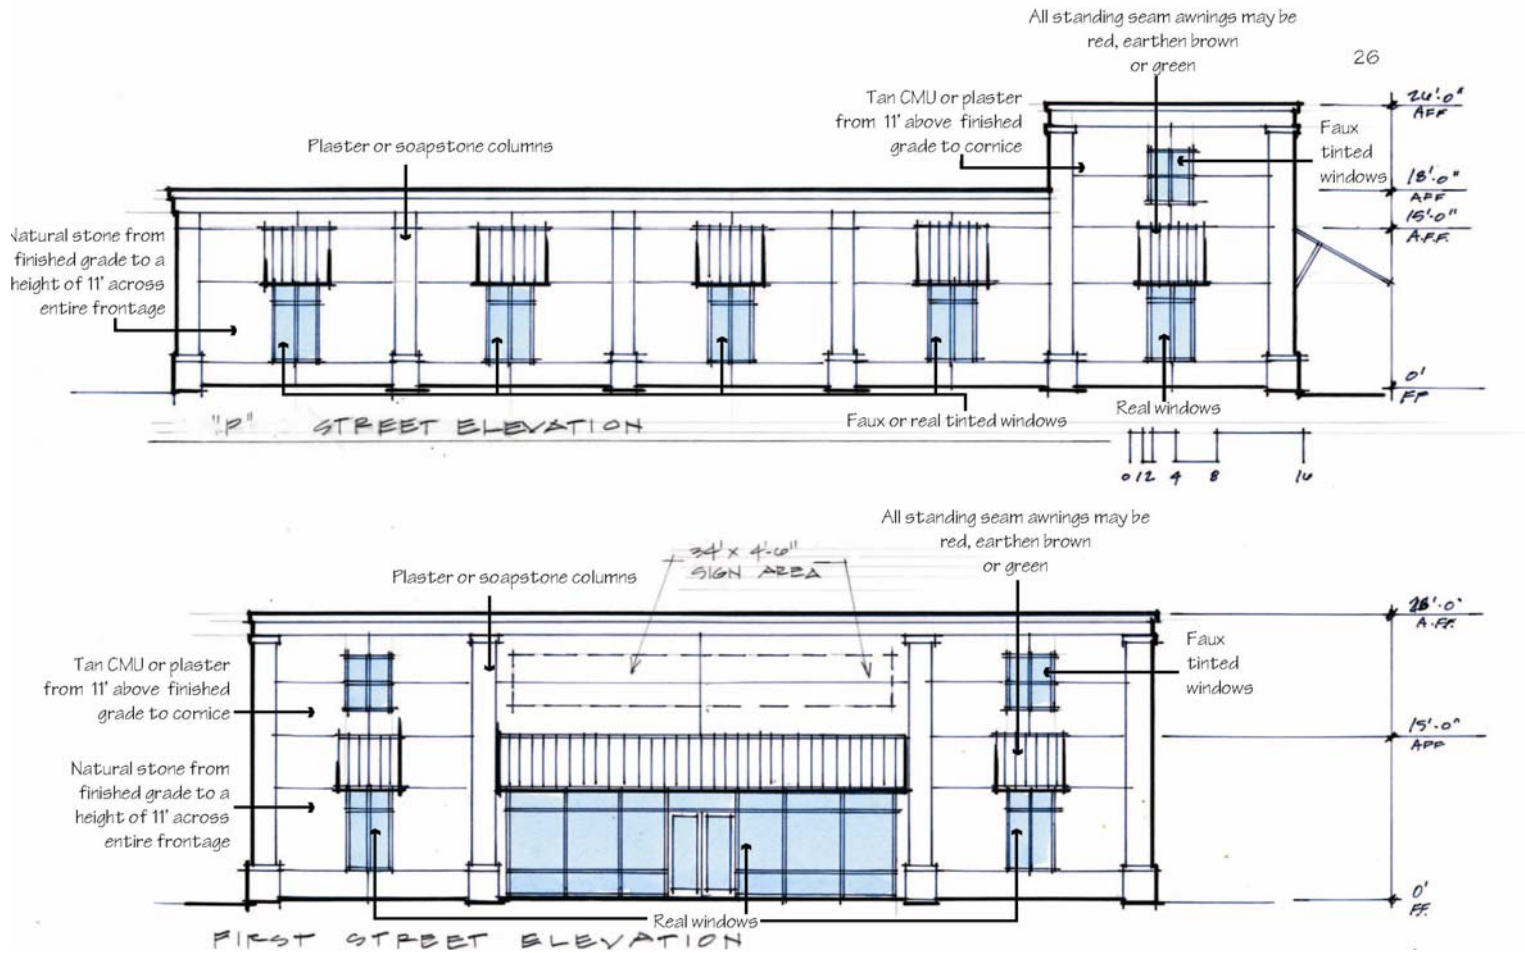 All standing seam awnings may be
red, earthen brown
or green
26
Tan CMU or plaster
from 11' above finished
grade to cornice
26'-0"
AFF
Faux
tinted
windows
Plaster or soapstone columns
18'-0"
AFF
15'-0"
A.F.F.
Natural stone from
finished grade to a
height of 11' across
entire frontage
0'
FF
Real windows
Faux or real tinted windows
"P" STREET ELEVATION
0 1 2 4 8 16
All standing seam awnings may be
red, earthen brown
or green
34' x 4'-6"
SIGN AREA
Plaster or soapstone columns
A.FF.
Faux
tinted
windows
Tan CMU or plaster
from 11' above finished
grade to cornice
15'-0"
AFF
Natural stone from
finished grade to a
height of 11' across
entire frontage
0'
FF.
Real windows
FIRST STREET ELEVATION